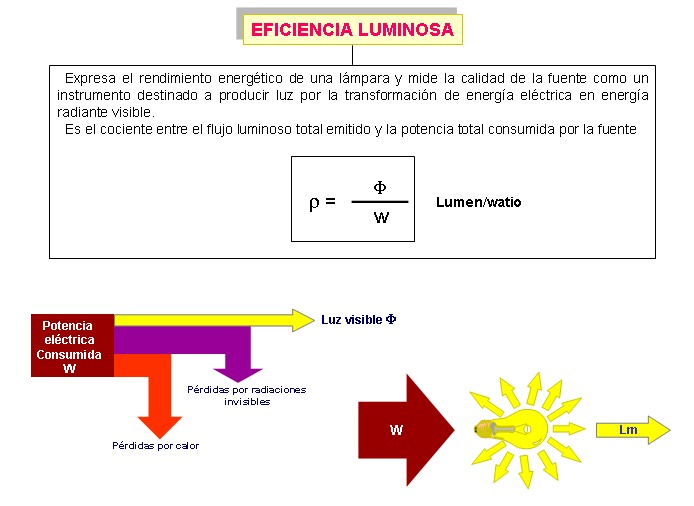 EFICIENCIA LUMINOSA
Expresa el rendimiento energético de una lámpara y mide la calidad de la fuente como un
instrumento destinado a producir luz por la transformación de energía eléctrica en energía
radiante visible.
Es el cociente entre el flujo luminoso total emitido y la potencia total consumida por la fuente
ρ = Φ / W
Lumen/watio
Potencia
eléctrica
Consumida
W
Luz visible Φ
Pérdidas por radiaciones
invisibles
Pérdidas por calor
W
Lm